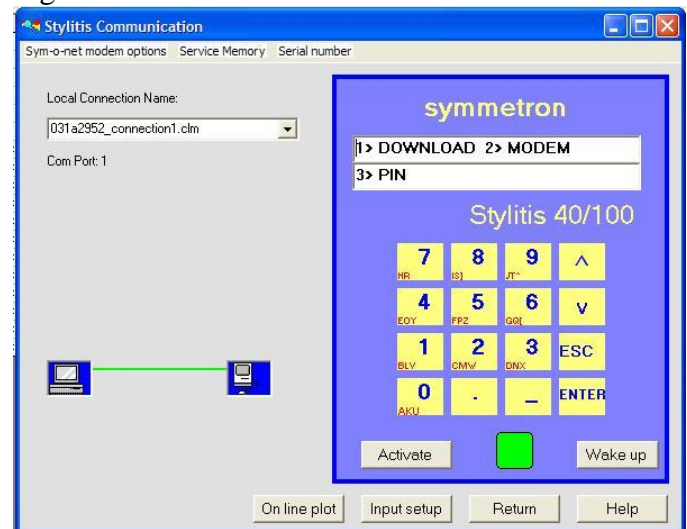 Stylitis Communication
Sym-o-net modem options Service Memory Serial number
Local Connection Name:
031a2952_connection1.clm
Com Port: 1
symmetron
1> DOWNLOAD 2> MODEM
3> PIN
Stylitis 40/100
7 8 9 ^
HR IS] JT^
4 5 6 v
EOY FPZ GQ[
1 2 3 ESC
BLV CMW DNX
0 . _ ENTER
AKU
Activate Wake up
On line plot Input setup Return Help